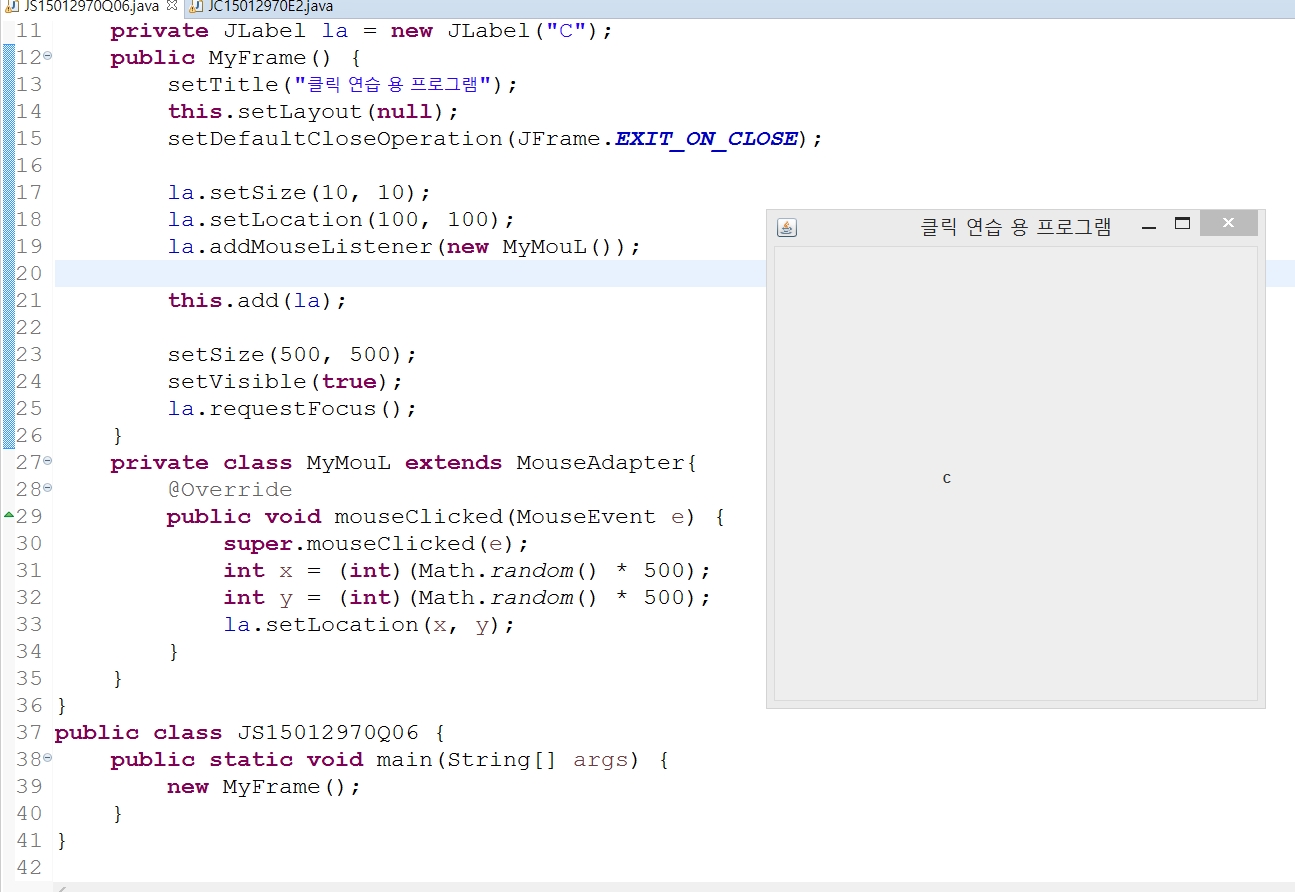 JS15012970Q06.java JC15012970E2.java
11 private JLabel la = new JLabel("C");
12 public MyFrame() {
13 setTitle("클릭 연습 용 프로그램");
14 this.setLayout(null);
15 setDefaultCloseOperation(JFrame.EXIT_ON_CLOSE);
16
17 la.setSize(10, 10);
18 la.setLocation(100, 100);
19 la.addMouseListener(new MyMouL());
20
21 this.add(la);
22
23 setSize(500, 500);
24 setVisible(true);
25 la.requestFocus();
26 }
27 private class MyMouL extends MouseAdapter{
28 @Override
29 public void mouseClicked(MouseEvent e) {
30 super.mouseClicked(e);
31 int x = (int)(Math.random() * 500);
32 int y = (int)(Math.random() * 500);
33 la.setLocation(x, y);
34 }
35 }
36 }
37 public class JS15012970Q06 {
38 public static void main(String[] args) {
39 new MyFrame();
40 }
41 }
42
클릭 연습 용 프로그램
C